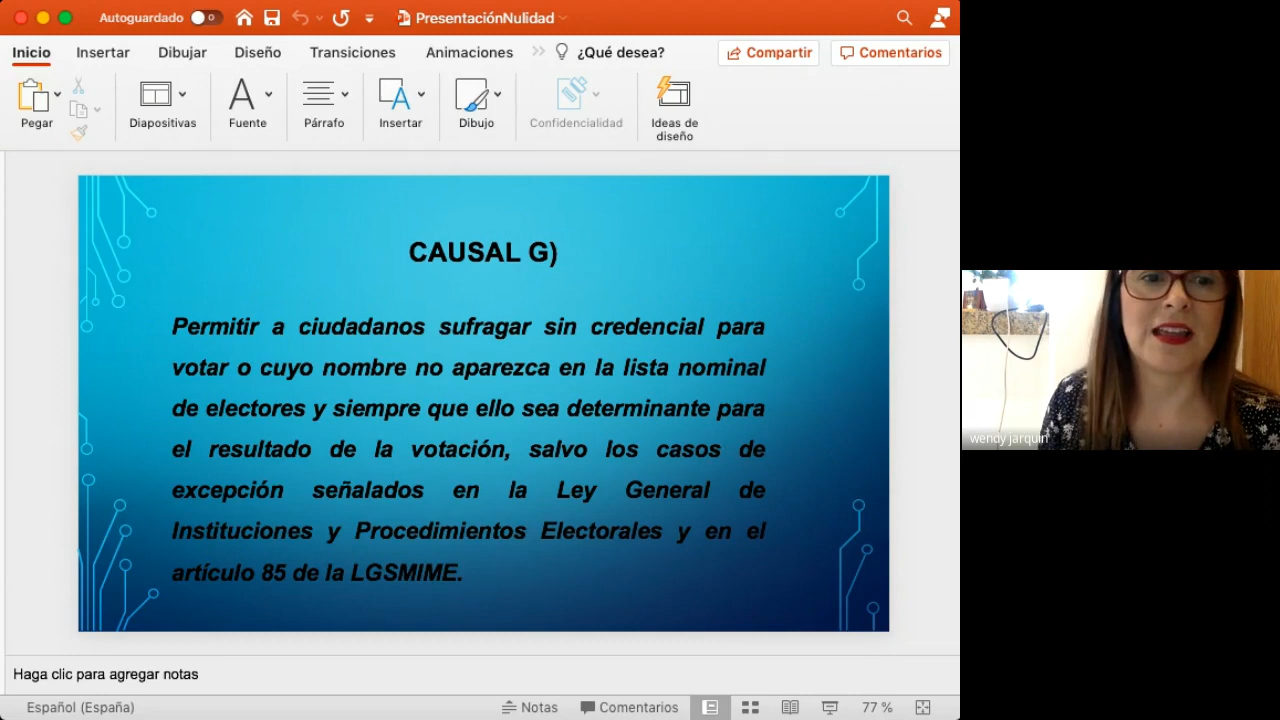 Autoguardado
PresentaciónNulidad
Inicio Insertar Dibujar Diseño Transiciones Animaciones ¿Qué desea? Compartir Comentarios
Pegar Diapositivas Fuente Párrafo Insertar Dibujo Confidencialidad Ideas de diseño
CAUSAL G)
Permitir a ciudadanos sufragar sin credencial para
votar o cuyo nombre no aparezca en la lista nominal
de electores y siempre que ello sea determinante para
el resultado de la votación, salvo los casos de
excepción señalados en la Ley General de
Instituciones y Procedimientos Electorales y en el
artículo 85 de la LGSMIME.
wendy jarquin
Haga clic para agregar notas
Español (España) Notas Comentarios 77 %